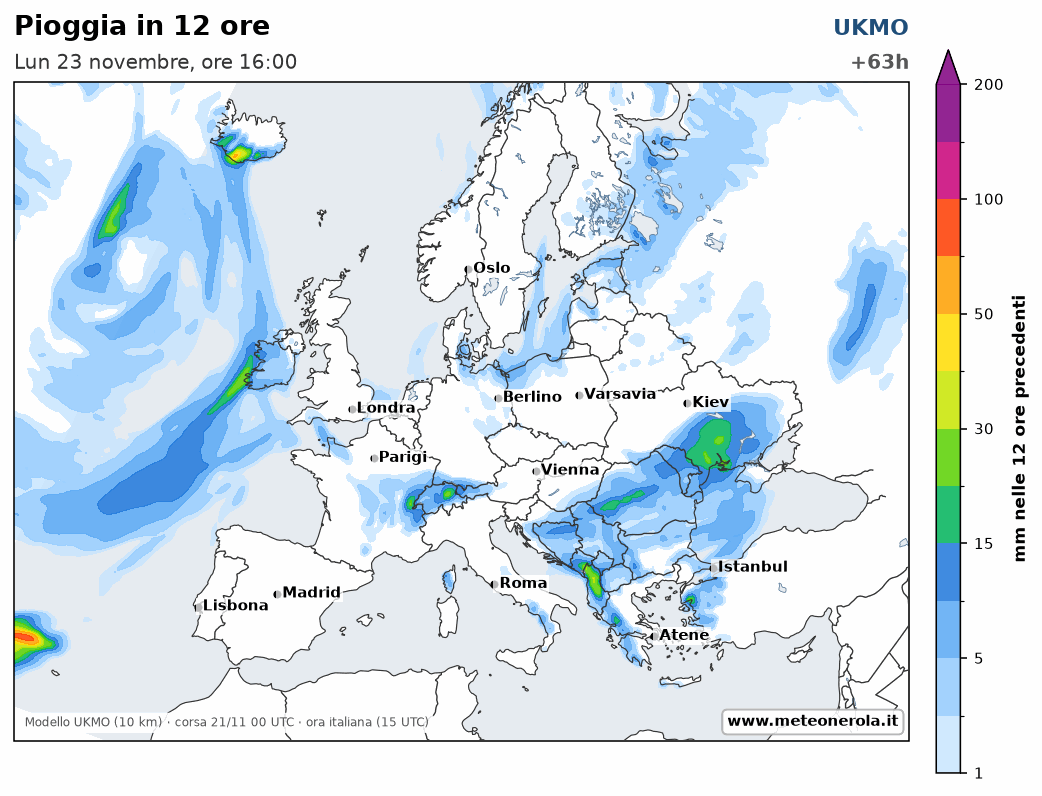 Pioggia in 12 ore
UKMO
Lun 23 novembre, ore 16:00
+63h
Oslo
Londra
Berlino
Varsavia
Kiev
Parigi
Vienna
Madrid
Lisbona
Roma
Istanbul
Atene
Modello UKMO (10 km) · corsa 21/11 00 UTC · ora italiana (15 UTC)
www.meteonerola.it
200
100
50
30
15
5
1
mm nelle 12 ore precedenti